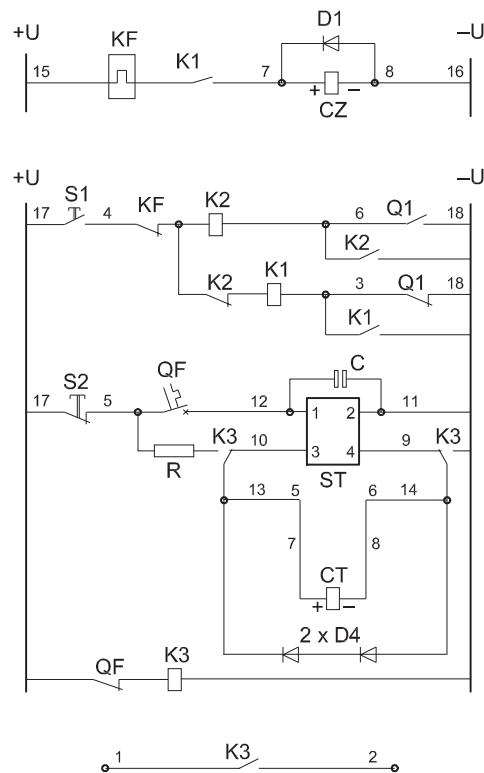 +U –U
D1
KF
K1
15 7 8 16
+ –
CZ
+U –U
S1 K2
17 4 KF 6 Q1 18
K2
K1
K2 3 Q1 18
K1
QF C
S2
17 5 12 1 2 11
K3 10 3 4 9 K3
R ST
13 5 6 14
7 8
CT
+ –
2 x D4
QF K3
1 K3 2